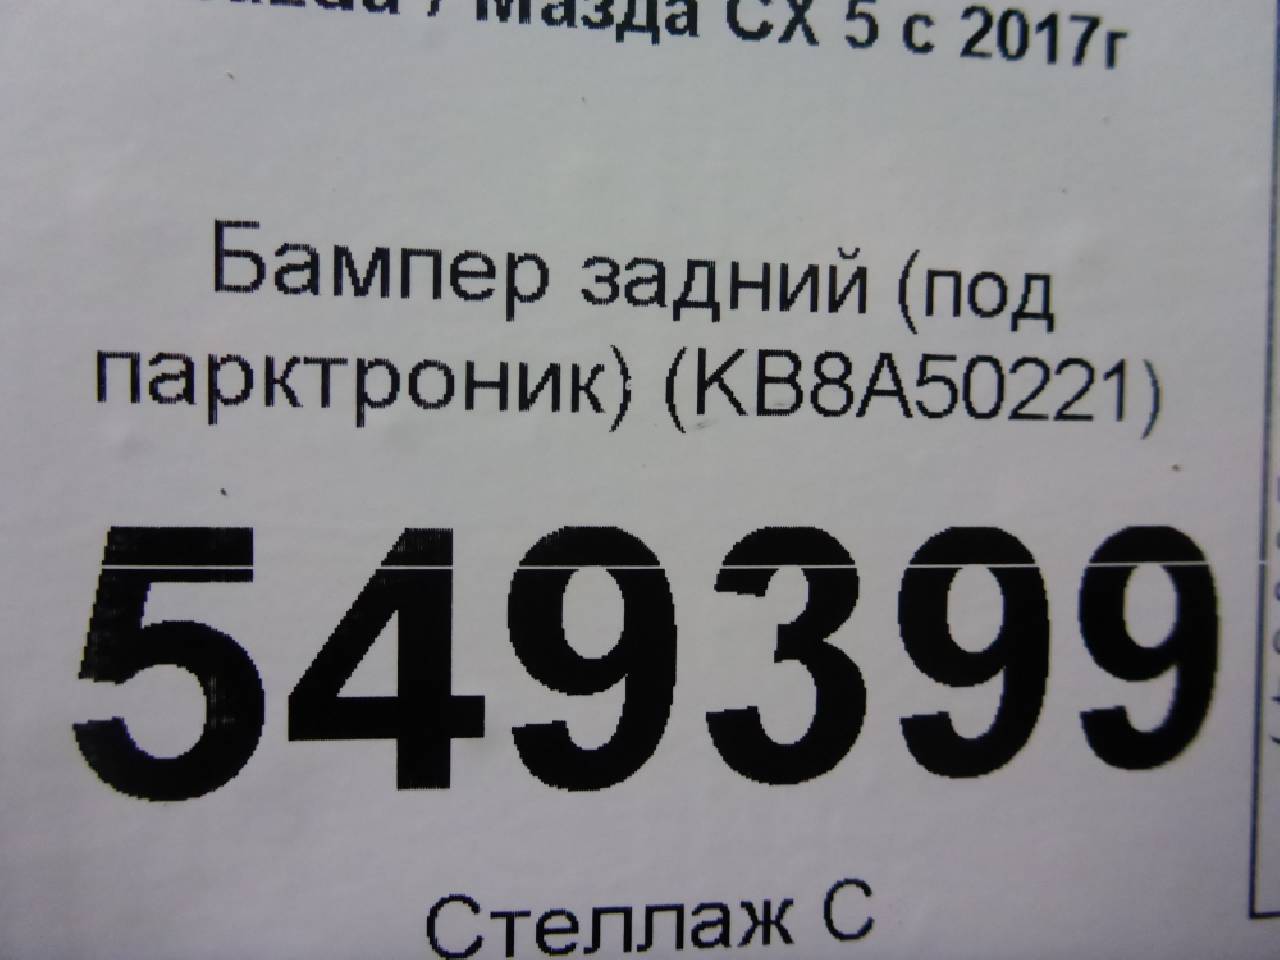 / Мазда CX 5 с 2017г
Бампер задний (под
парктроник) (KB8A50221)
549399
Стеллаж С